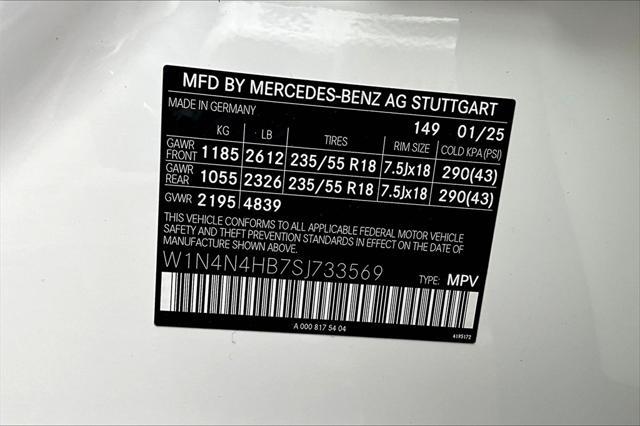 MFD BY MERCEDES-BENZ AG STUTTGART
MADE IN GERMANY
149 01/25
KG LB TIRES RIM SIZE COLD KPA (PSI)
GAWR FRONT 1185 2612 235/55 R18 7.5Jx18 290(43)
GAWR REAR 1055 2326 235/55 R18 7.5Jx18 290(43)
GVWR 2195 4839
THIS VEHICLE CONFORMS TO ALL APPLICABLE FEDERAL MOTOR VEHICLE
SAFETY AND THEFT PREVENTION STANDARDS IN EFFECT ON THE DATE OF
MANUFACTURE SHOWN ABOVE.
W1N4N4HB7SJ733569
TYPE: MPV
A 000 817 54 04
6193172